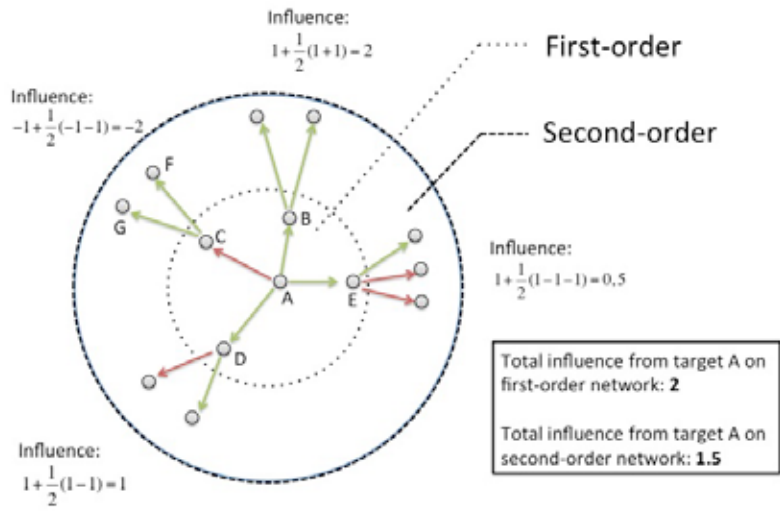 Influence:
1+1/2(1+1)=2
First-order
Influence:
-1+1/2(-1-1)=-2
Second-order
F
G
C
B
A
E
D
Influence:
1+1/2(1-1-1)=0,5
Total influence from target A on
first-order network: 2
Total influence from target A on
second-order network: 1.5
Influence:
1+1/2(1-1)=1